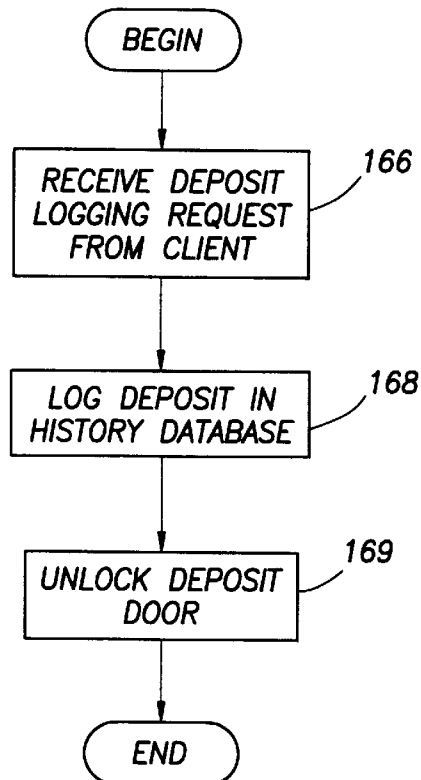 BEGIN
RECEIVE DEPOSIT
LOGGING REQUEST
FROM CLIENT
166
LOG DEPOSIT IN
HISTORY DATABASE
168
UNLOCK DEPOSIT
DOOR
169
END